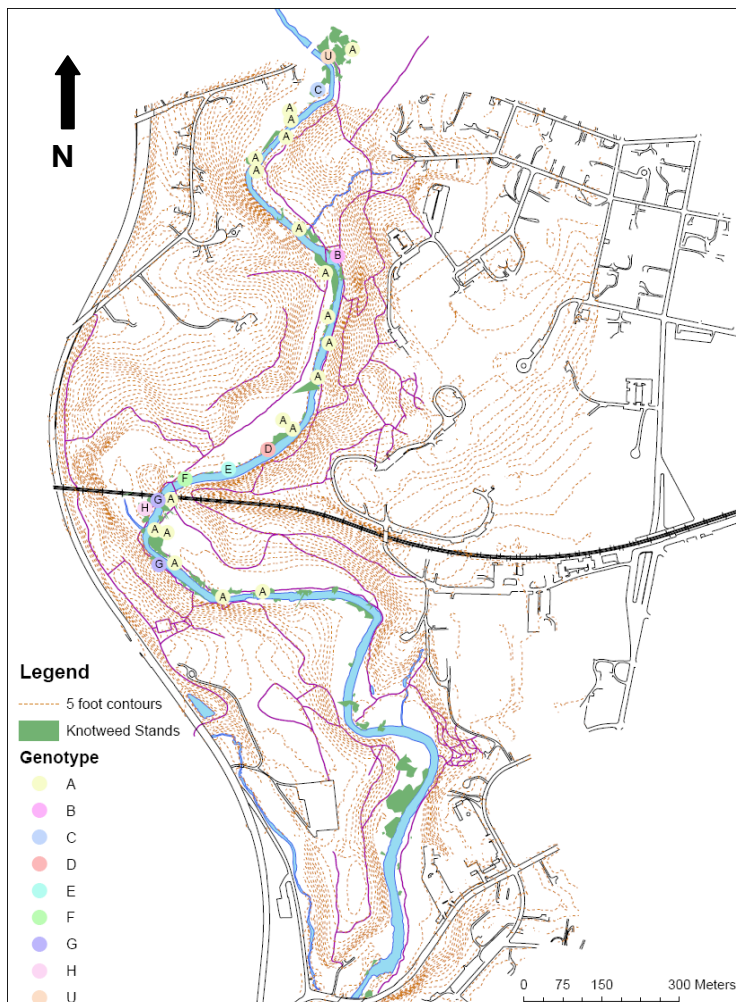 A
U
C
A
A
A
A
A
A
B
A
A
A
A
A
A
D
E
F
G A
H
A A
G A
A A
N
Legend
5 foot contours
Knotweed Stands
Genotype
A
B
C
D
E
F
G
H
U
0 75 150 300 Meters